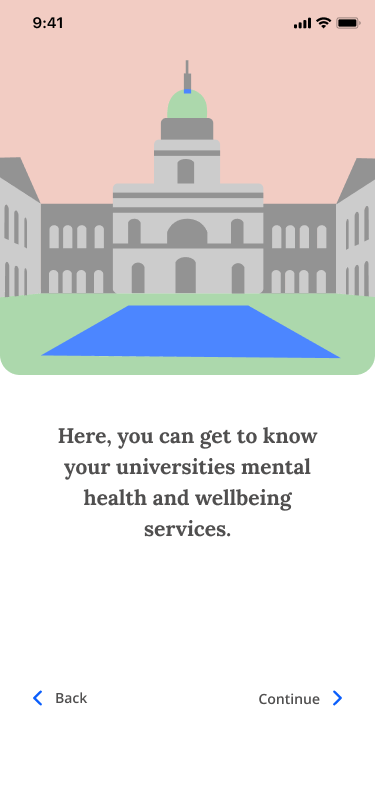 9:41
Here, you can get to know
your universities mental
health and wellbeing
services.
Back
Continue